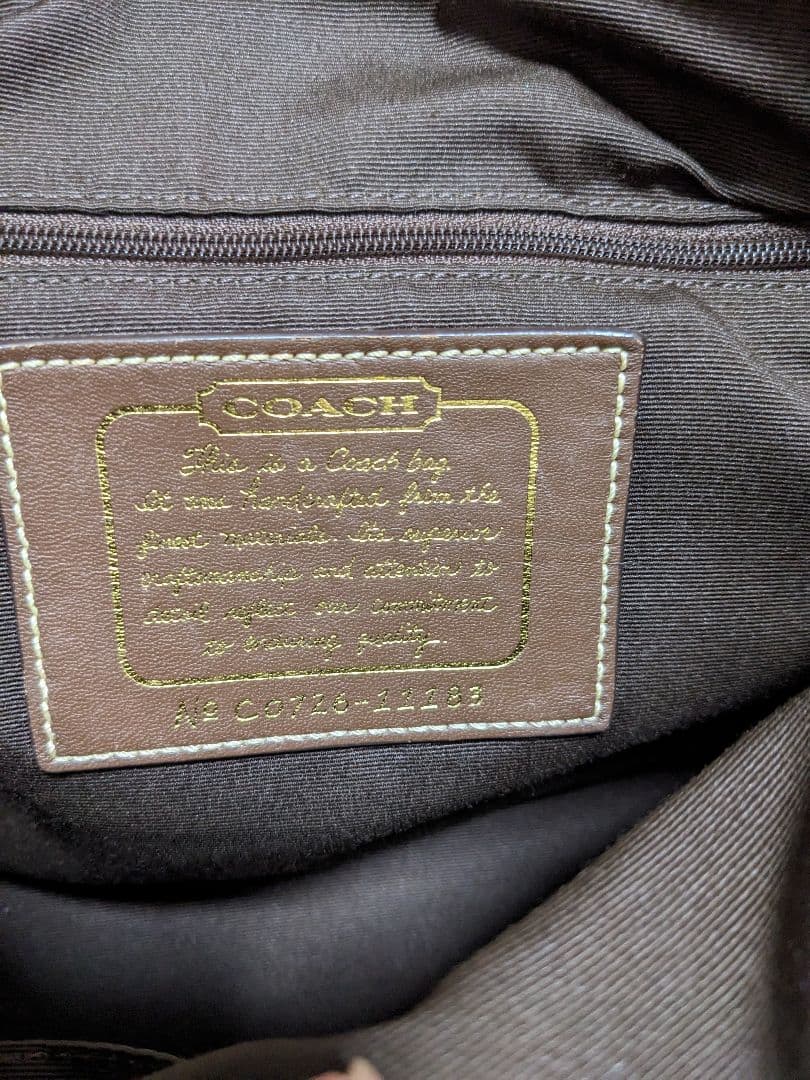 COACH
This is a Coach bag.
It was handcrafted from the
finest materials. Its superior
craftsmanship and attention to
detail reflect our commitment
to enduring quality.
Nº C0726-11183